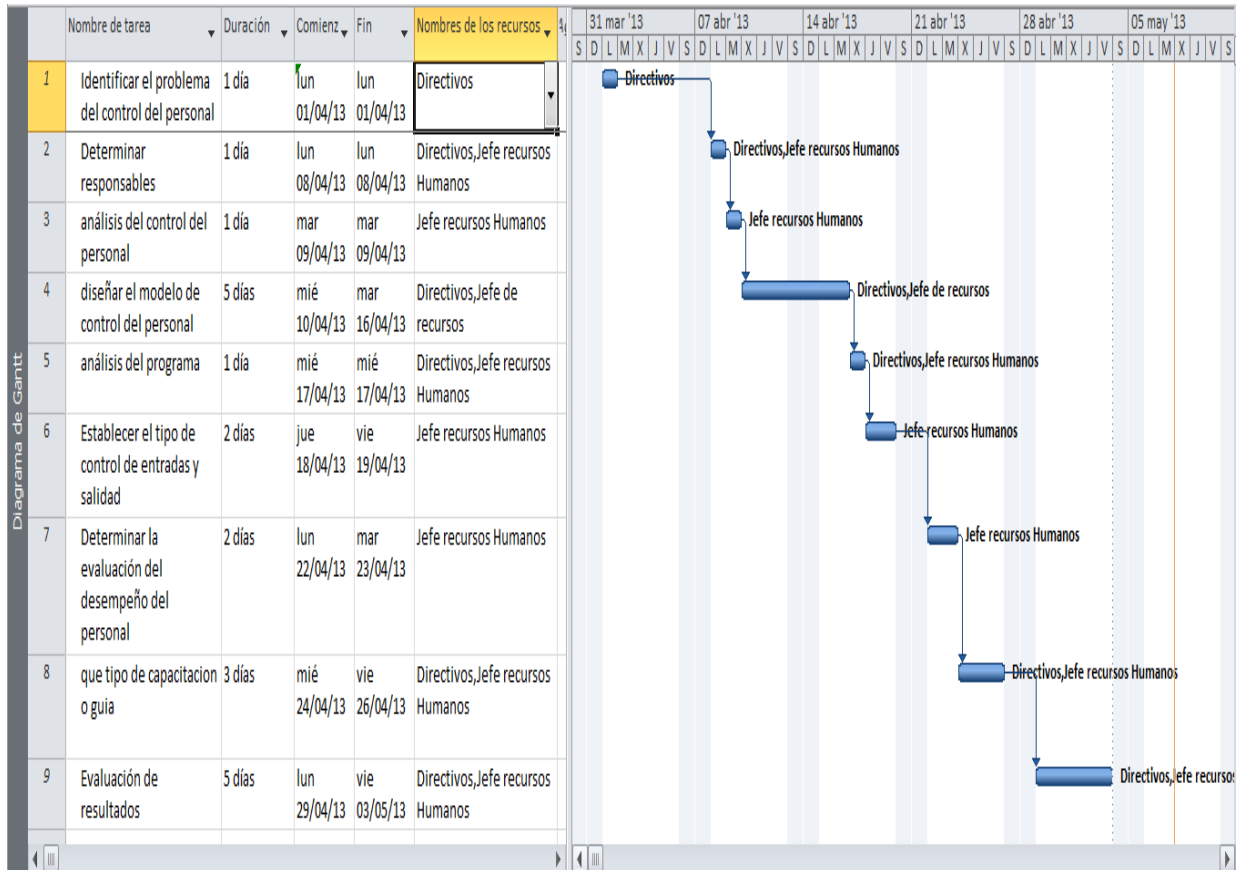 Nombre de tarea Duración Comienz Fin Nombres de los recursos
31 mar '13 07 abr '13 14 abr '13 21 abr '13 28 abr '13 05 may '13
S D L M X J V S D L M X J V S D L M X J V S D L M X J V S D L M X J V S D L M X J V S
Diagrama de Gantt
1 Identificar el problema 1 día lun lun Directivos
del control del personal 01/04/13 01/04/13
Directivos
2 Determinar 1 día lun lun Directivos,Jefe recursos
responsables 08/04/13 08/04/13 Humanos
Directivos,Jefe recursos Humanos
3 análisis del control del 1 día mar mar Jefe recursos Humanos
personal 09/04/13 09/04/13
Jefe recursos Humanos
4 diseñar el modelo de 5 días mié mar Directivos,Jefe de
control del personal 10/04/13 16/04/13 recursos
Directivos,Jefe de recursos
5 análisis del programa 1 día mié mié Directivos,Jefe recursos
17/04/13 17/04/13 Humanos
Directivos,Jefe recursos Humanos
6 Establecer el tipo de 2 días jue vie Jefe recursos Humanos
control de entradas y 18/04/13 19/04/13
salidad
Jefe recursos Humanos
7 Determinar la 2 días lun mar Jefe recursos Humanos
evaluación del 22/04/13 23/04/13
desempeño del
personal
Jefe recursos Humanos
8 que tipo de capacitacion 3 días mié vie Directivos,Jefe recursos
o guia 24/04/13 26/04/13 Humanos
Directivos,Jefe recursos Humanos
9 Evaluación de 5 días lun vie Directivos,Jefe recursos
resultados 29/04/13 03/05/13 Humanos
Directivos,Jefe recurso